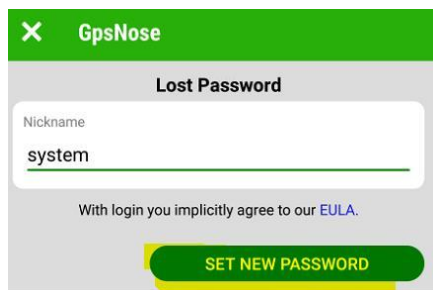 GpsNose
Lost Password
Nickname
system
With login you implicitly agree to our EULA.
SET NEW PASSWORD